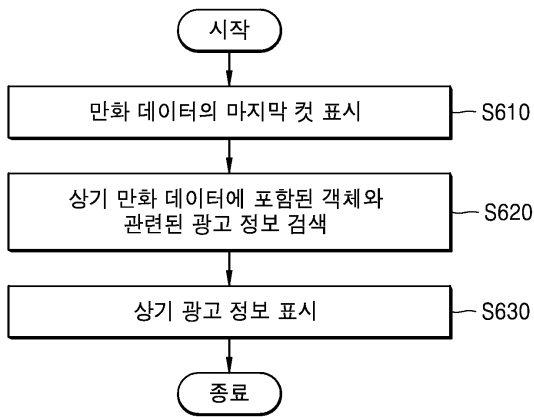 시작
만화 데이터의 마지막 컷 표시
S610
상기 만화 데이터에 포함된 객체와
관련된 광고 정보 검색
S620
상기 광고 정보 표시
S630
종료